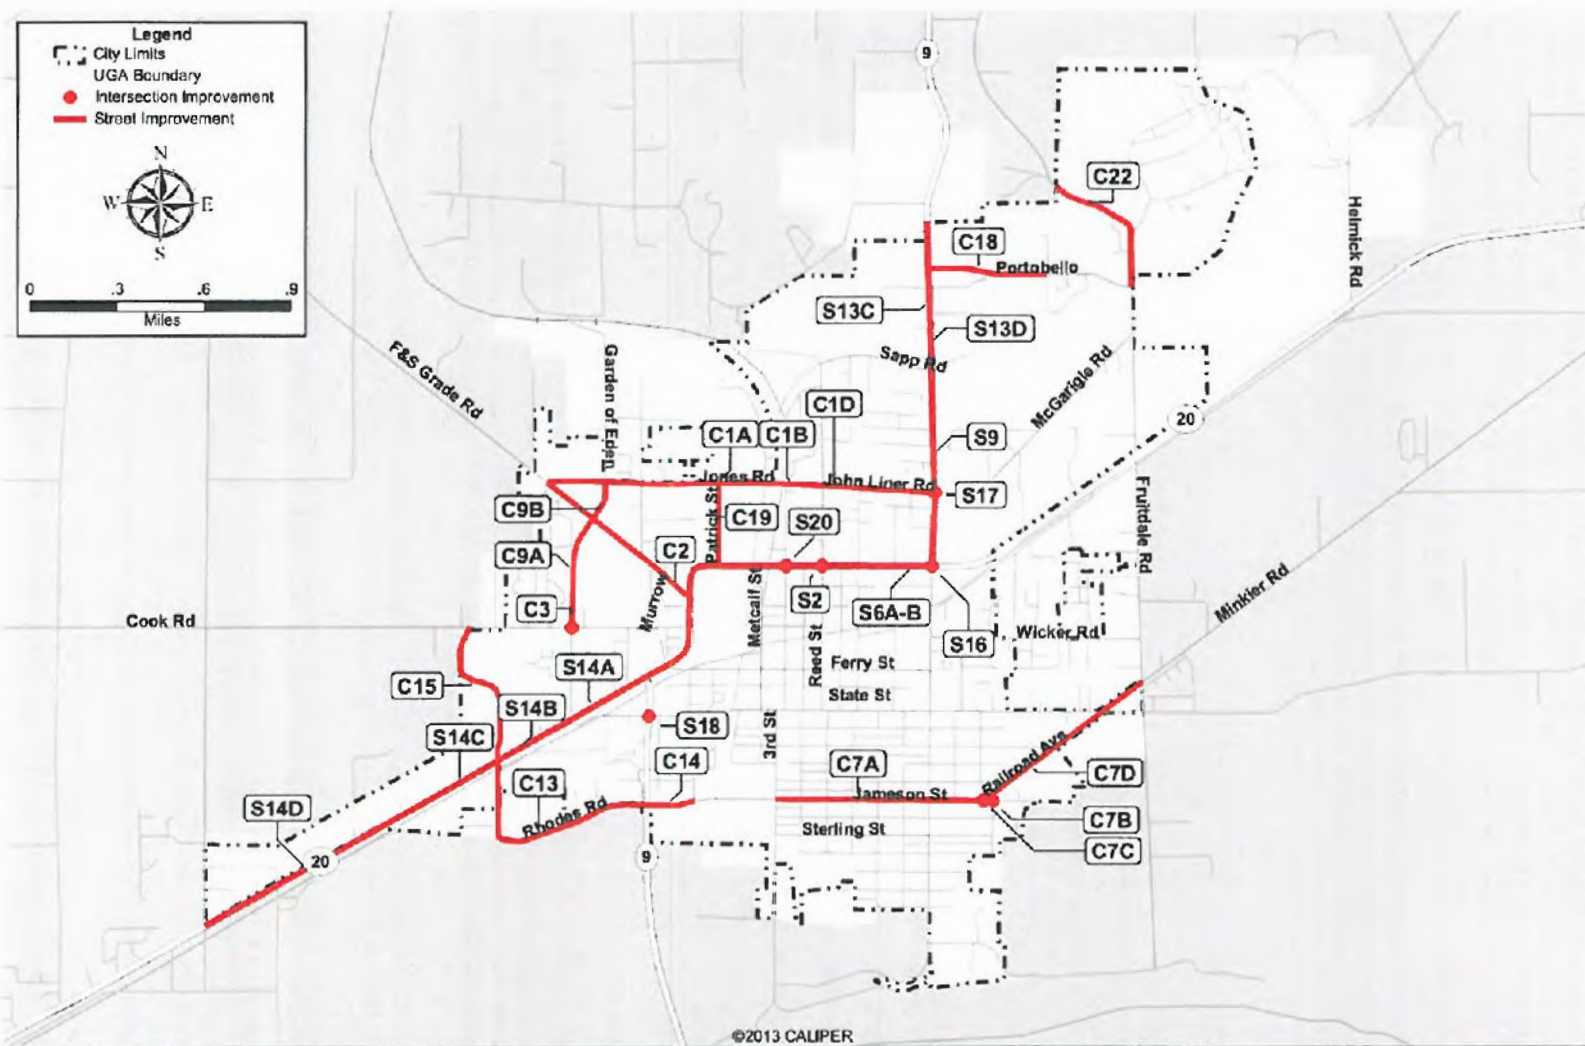 Legend
City Limits
UGA Boundary
Intersection Improvement
Street Improvement
N
W E
S
0 .3 .6 .9
Miles
9
C22
Helmick Rd
C18
Portobello
S13C
S13D
Sapp Rd
F&S Grade Rd
Garden of Eden
McGarigle Rd
20
C1D
C1A
C1B
S9
Jones Rd
John Liner Rd
S17
Fruitdale Rd
C9B
Patrick St
C19
S20
C9A
C2
Metcalf St
S2
S6A-B
S16
Minkler Rd
C3
Murrow
Cook Rd
Reed St
Wicker Rd
Ferry St
S14A
State St
C15
S14B
S14C
S18
3rd St
C13
C14
C7A
Railroad Ave
C7D
Rhodes Rd
Jameson St
S14D
C7B
Sterling St
C7C
20
9
©2013 CALIPER